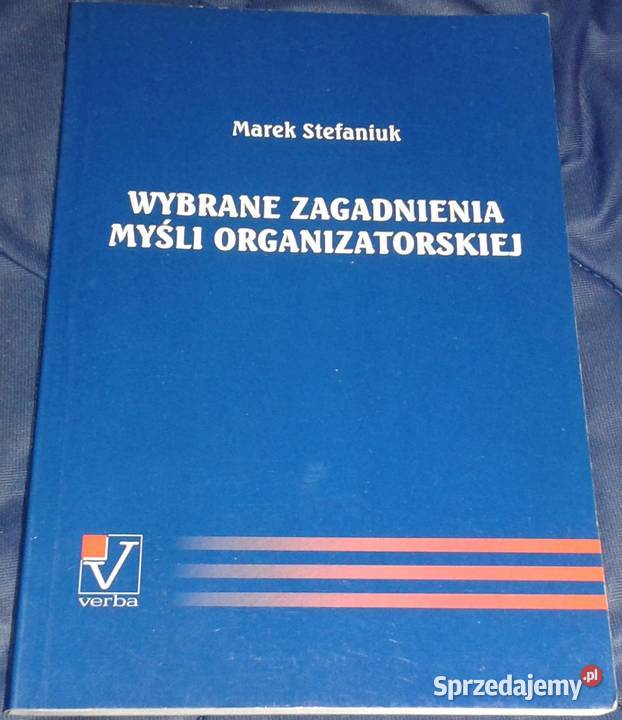 Marek Stefaniuk
WYBRANE ZAGADNIENIA
MYŚLI ORGANIZATORSKIEJ
V
verba
Sprzedajemy.pl